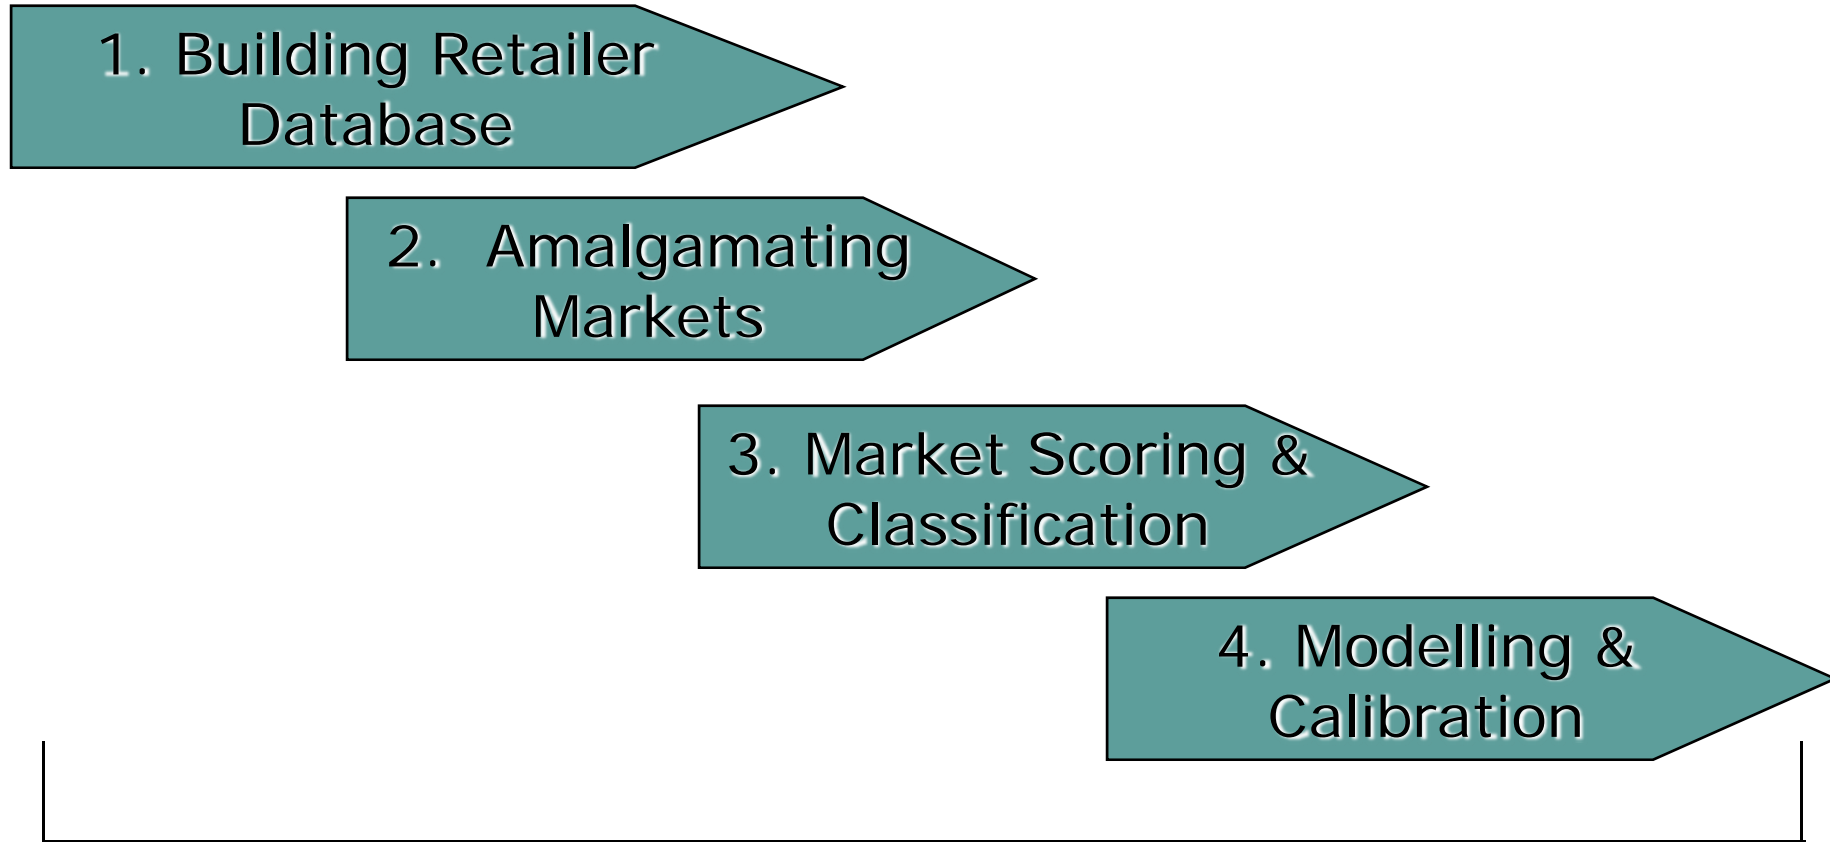 1. Building Retailer
Database
2. Amalgamating
Markets
3. Market Scoring &
Classification
4. Modelling &
Calibration